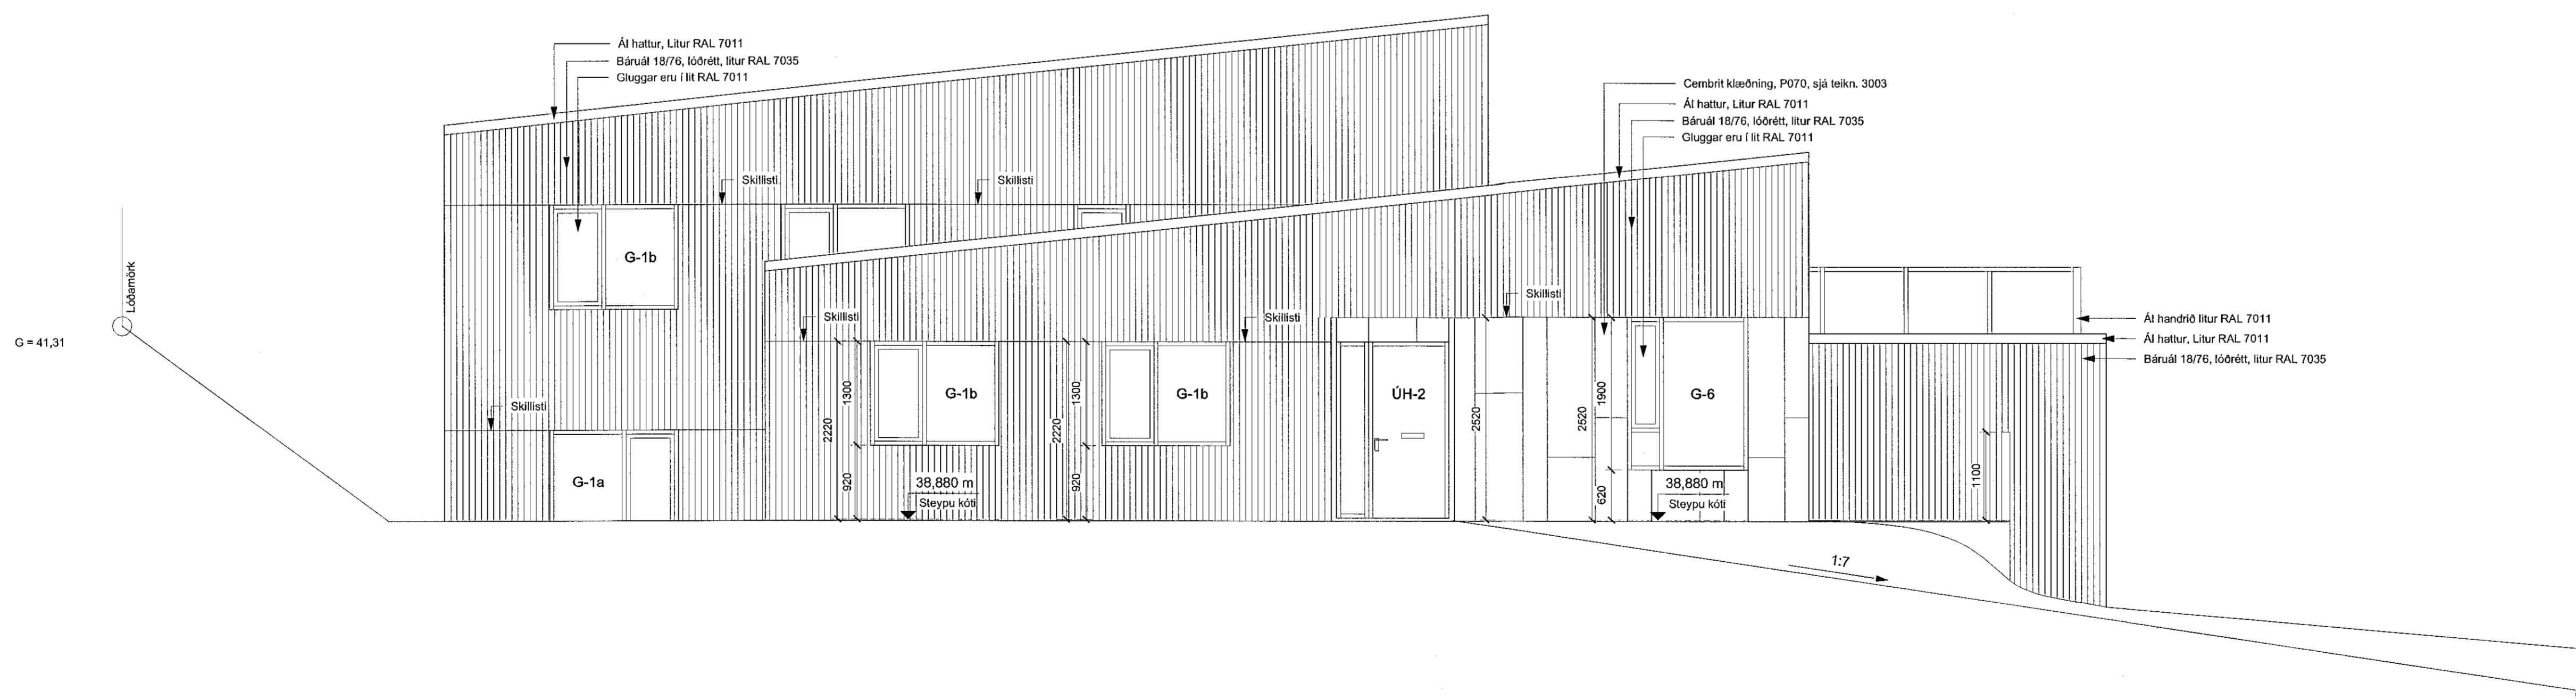 Ál hattur, Litur RAL 7011
Báruál 18/76, lóðrétt, litur RAL 7035
Gluggar eru í lit RAL 7011
Cembrit klæðning, P070, sjá teikn. 3003
Ál hattur, Litur RAL 7011
Báruál 18/76, lóðrétt, litur RAL 7035
Gluggar eru í lit RAL 7011
Skillisti
Skillisti
G-1b
Lóðamörk
G = 41,31
Skillisti
Skillisti
Skillisti
Ál handrið litur RAL 7011
Ál hattur, Litur RAL 7011
Báruál 18/76, lóðrétt, litur RAL 7035
Skillisti
G-1a
2220
1300
920
G-1b
38,880 m
Steypu kóti
2220
1300
920
G-1b
ÚH-2
2520
2520
1900
620
G-6
38,880 m
Steypu kóti
1100
1:7